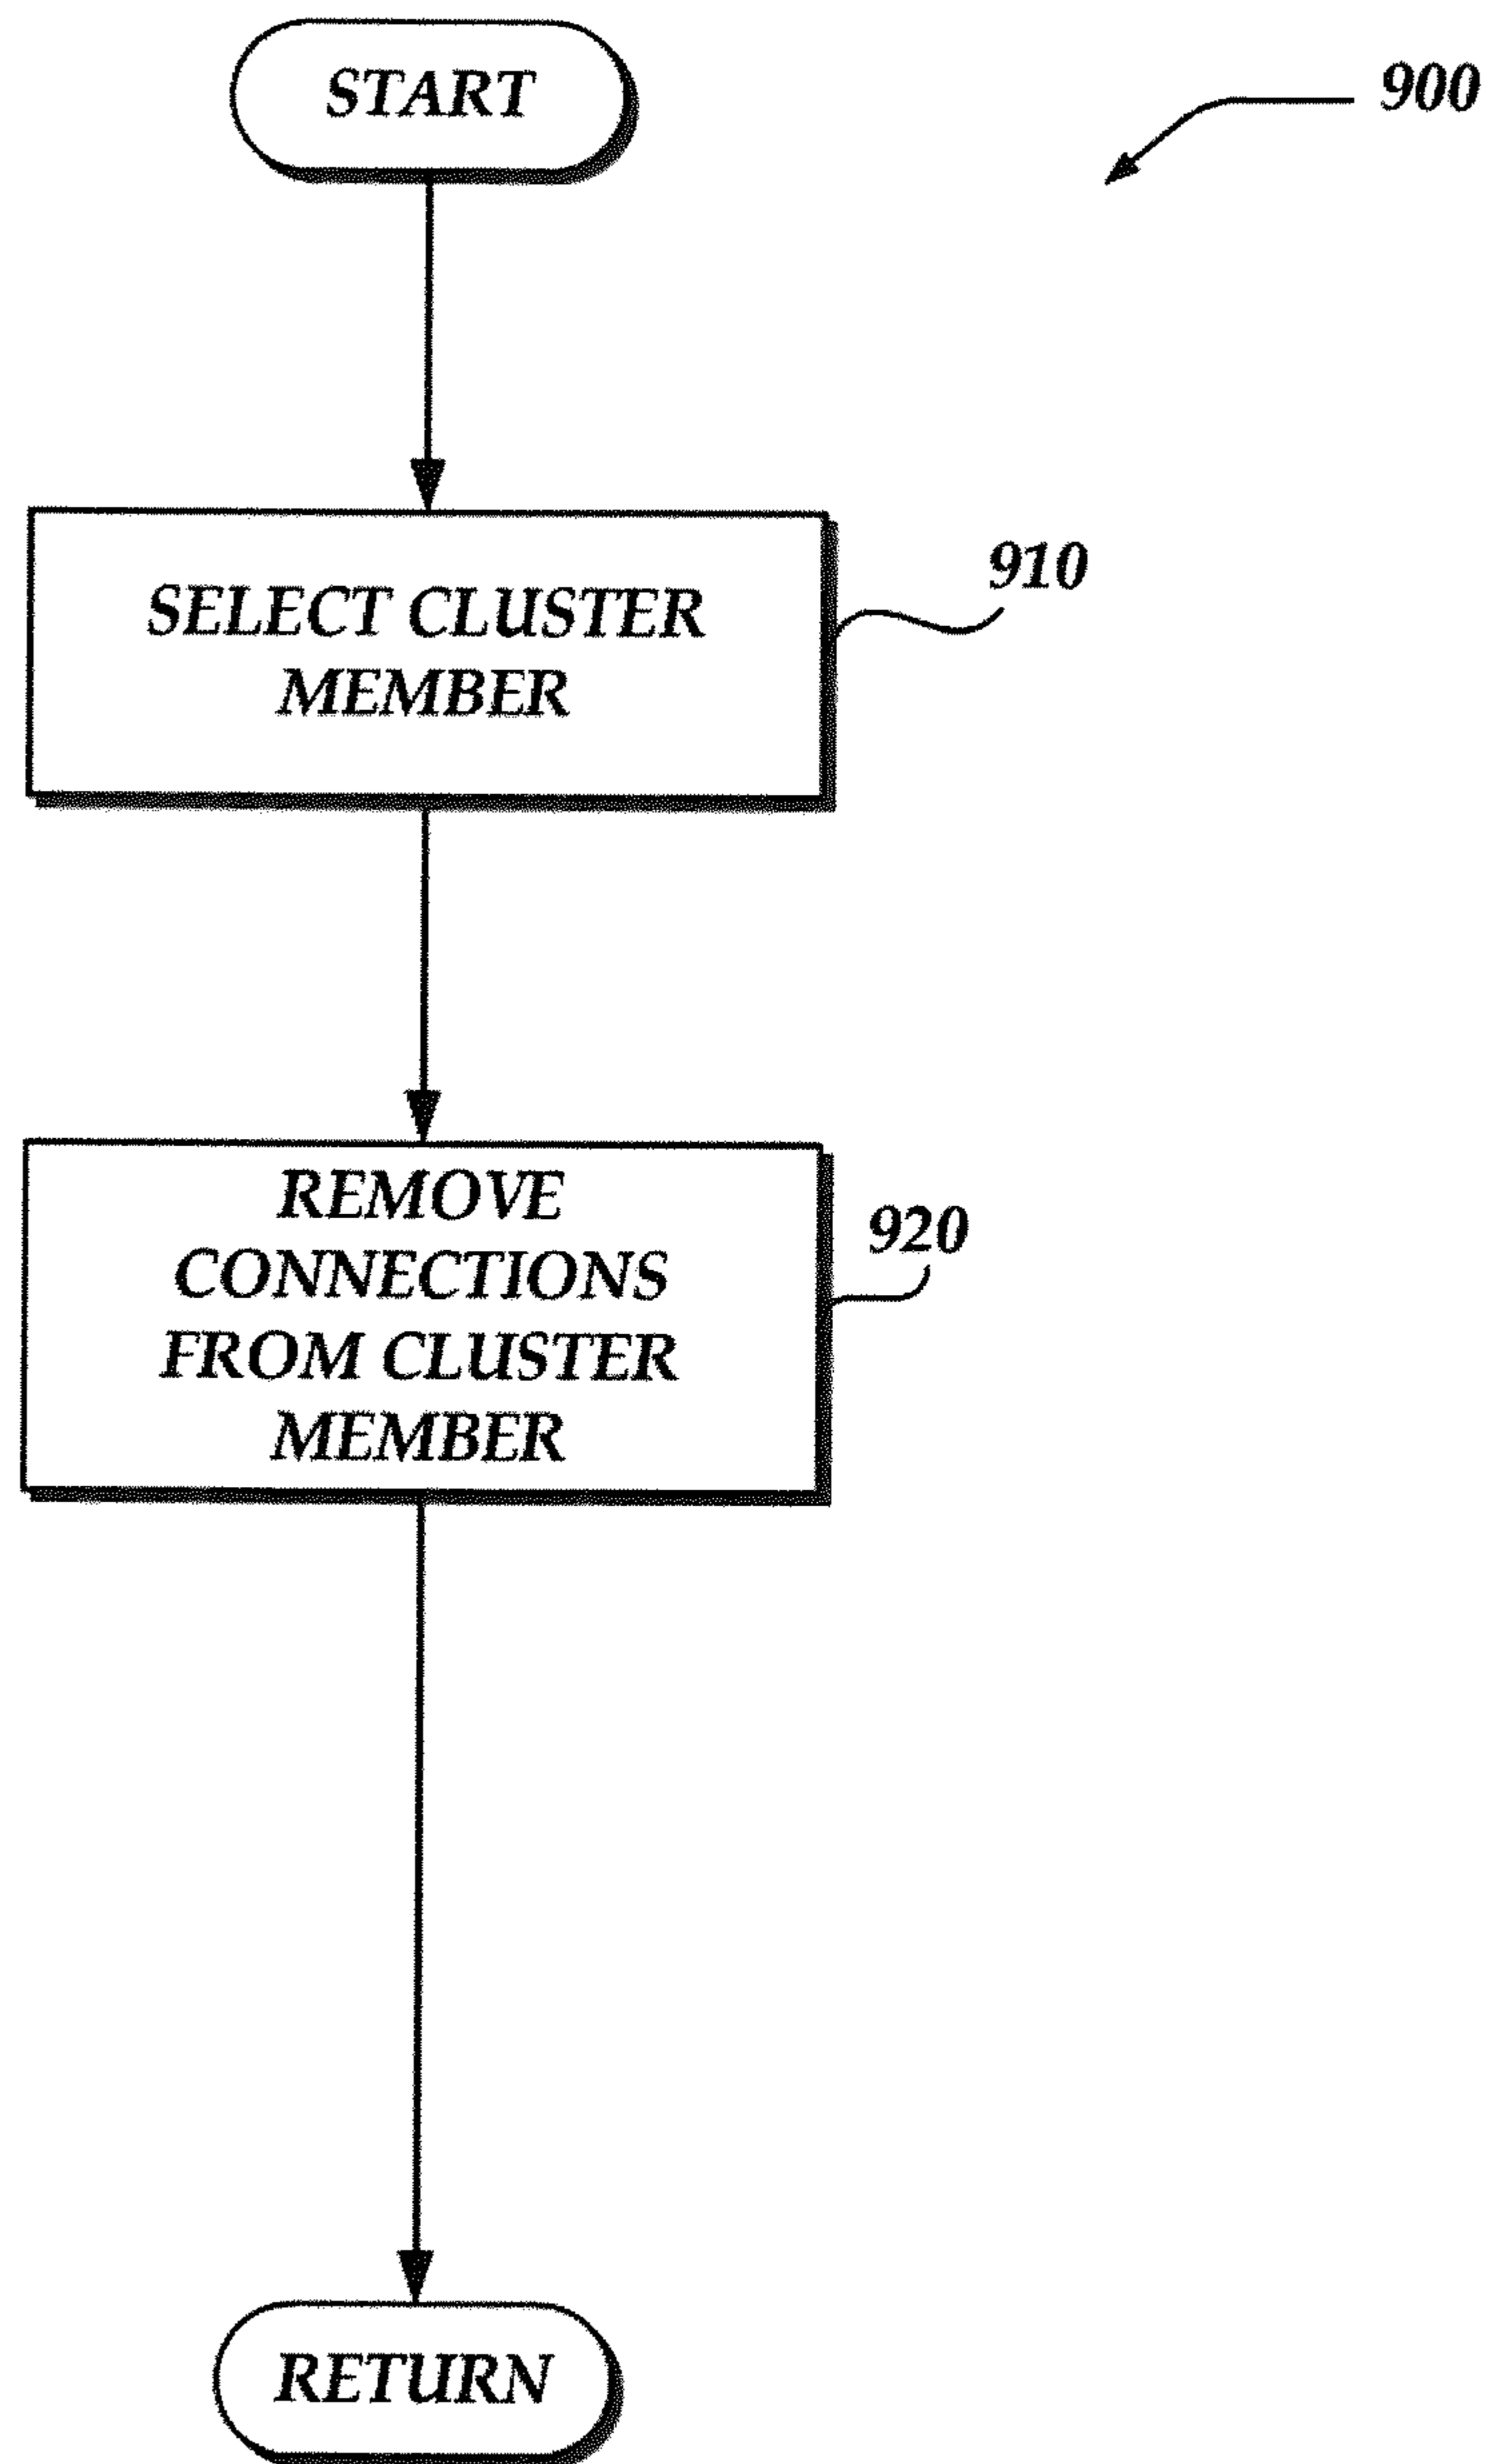 START
900
SELECT CLUSTER
MEMBER
910
REMOVE
CONNECTIONS
FROM CLUSTER
MEMBER
920
RETURN